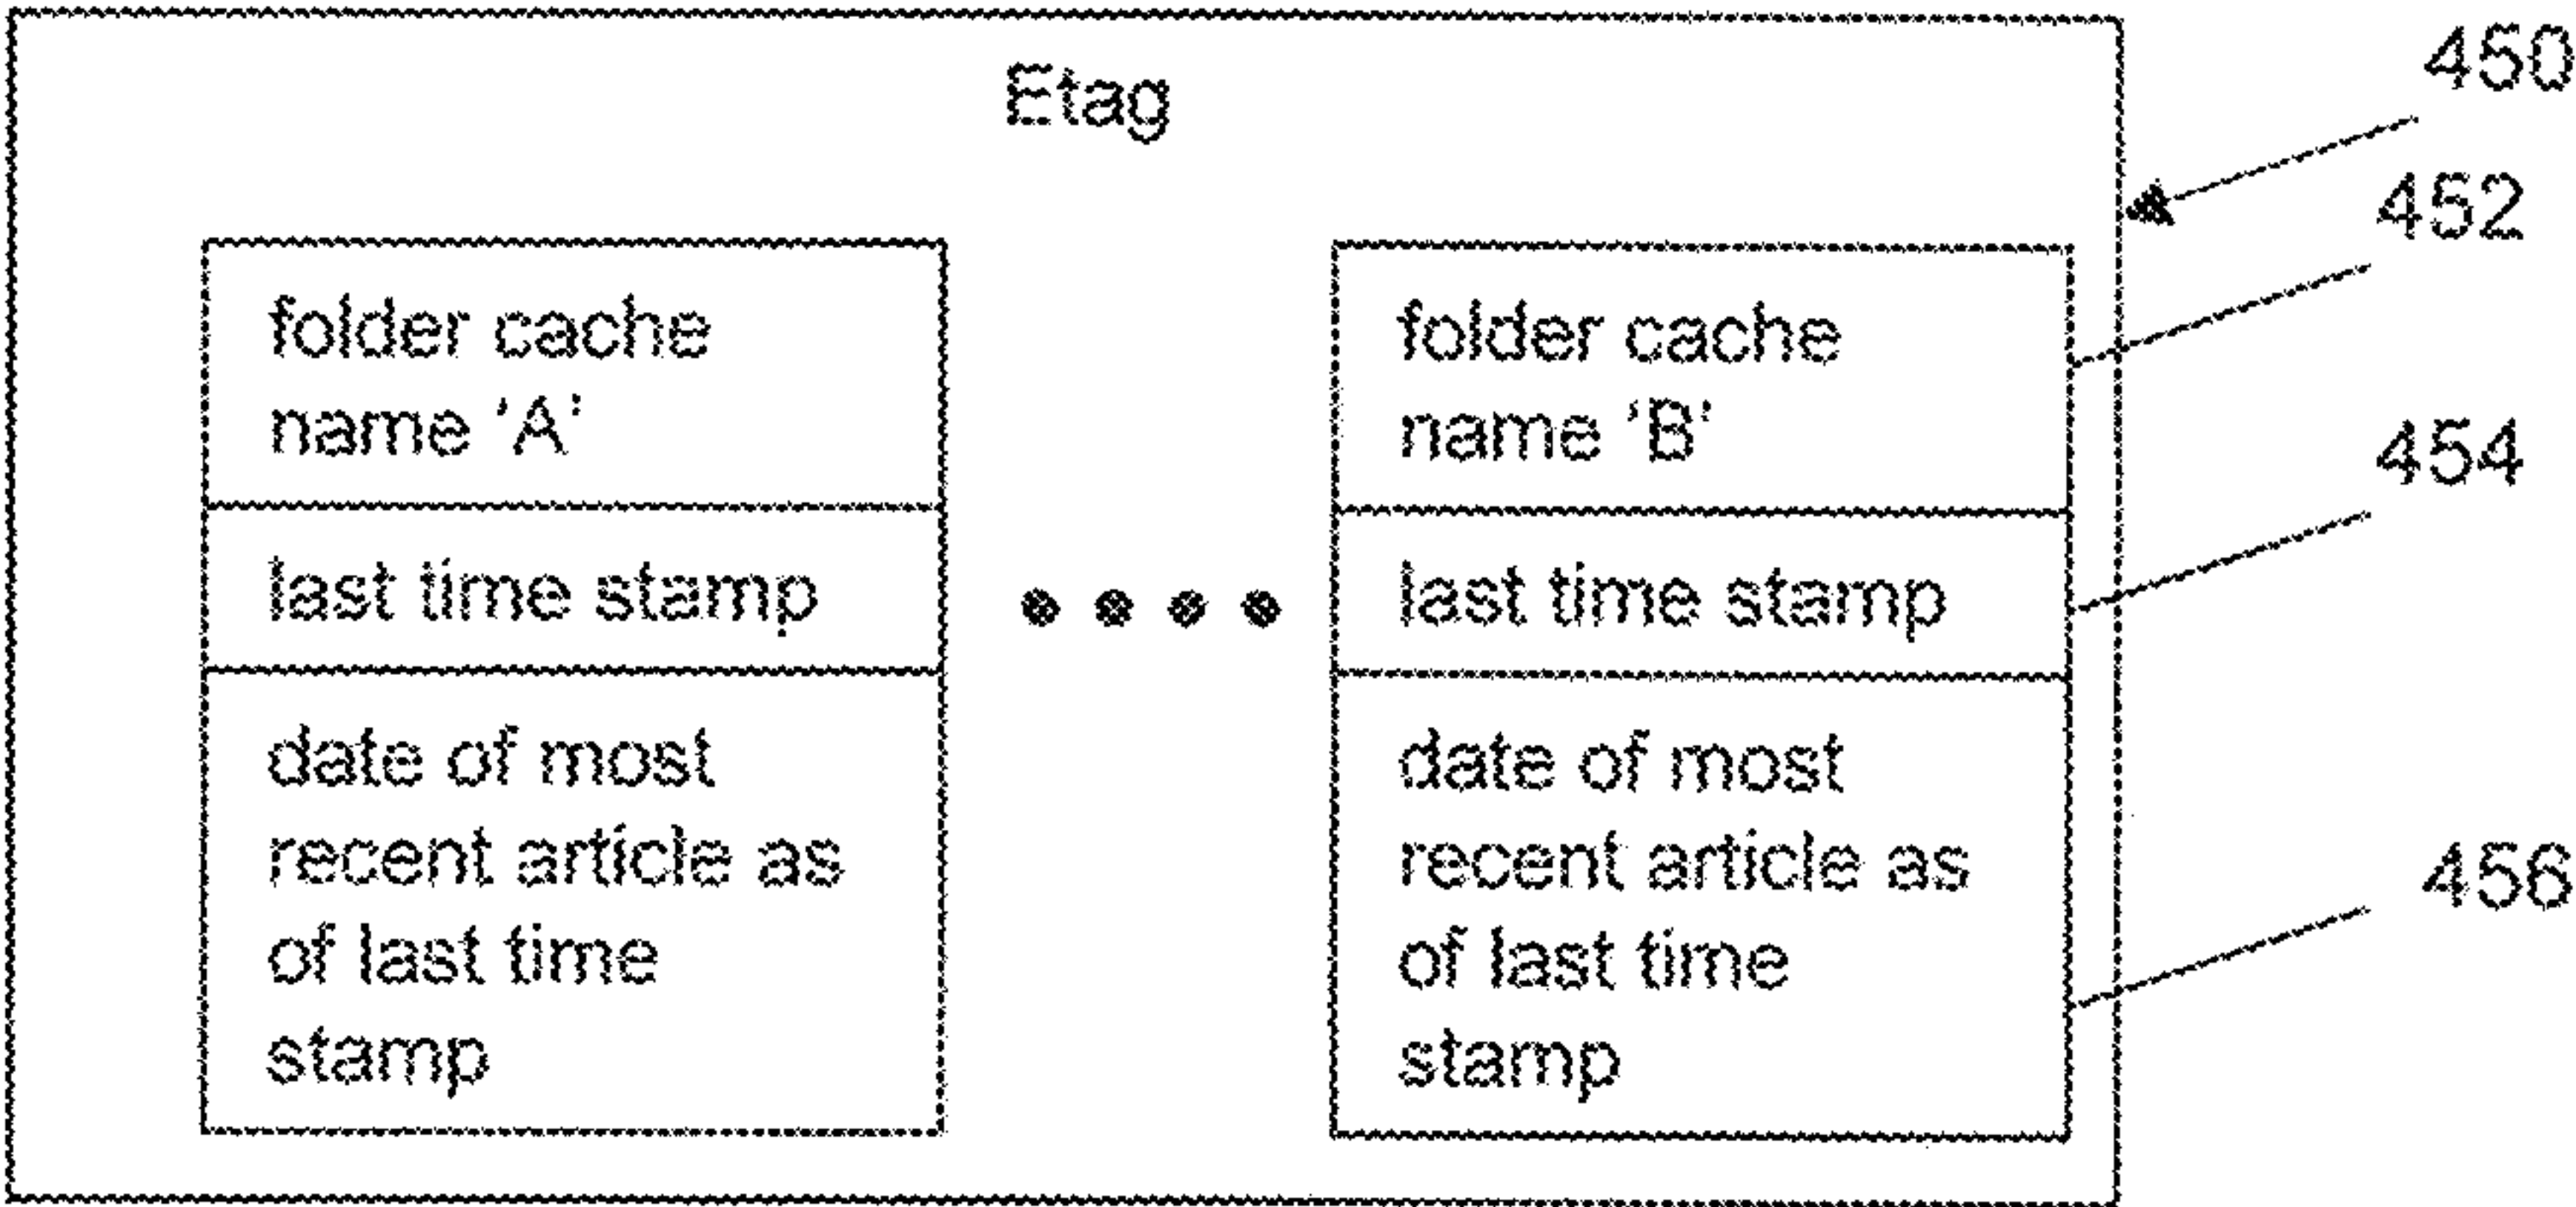 Etag
folder cache
name ‘A’
last time stamp
date of most
recent article as
of last time
stamp
folder cache
name ‘B’
last time stamp
date of most
recent article as
of last time
stamp
450
452
454
456